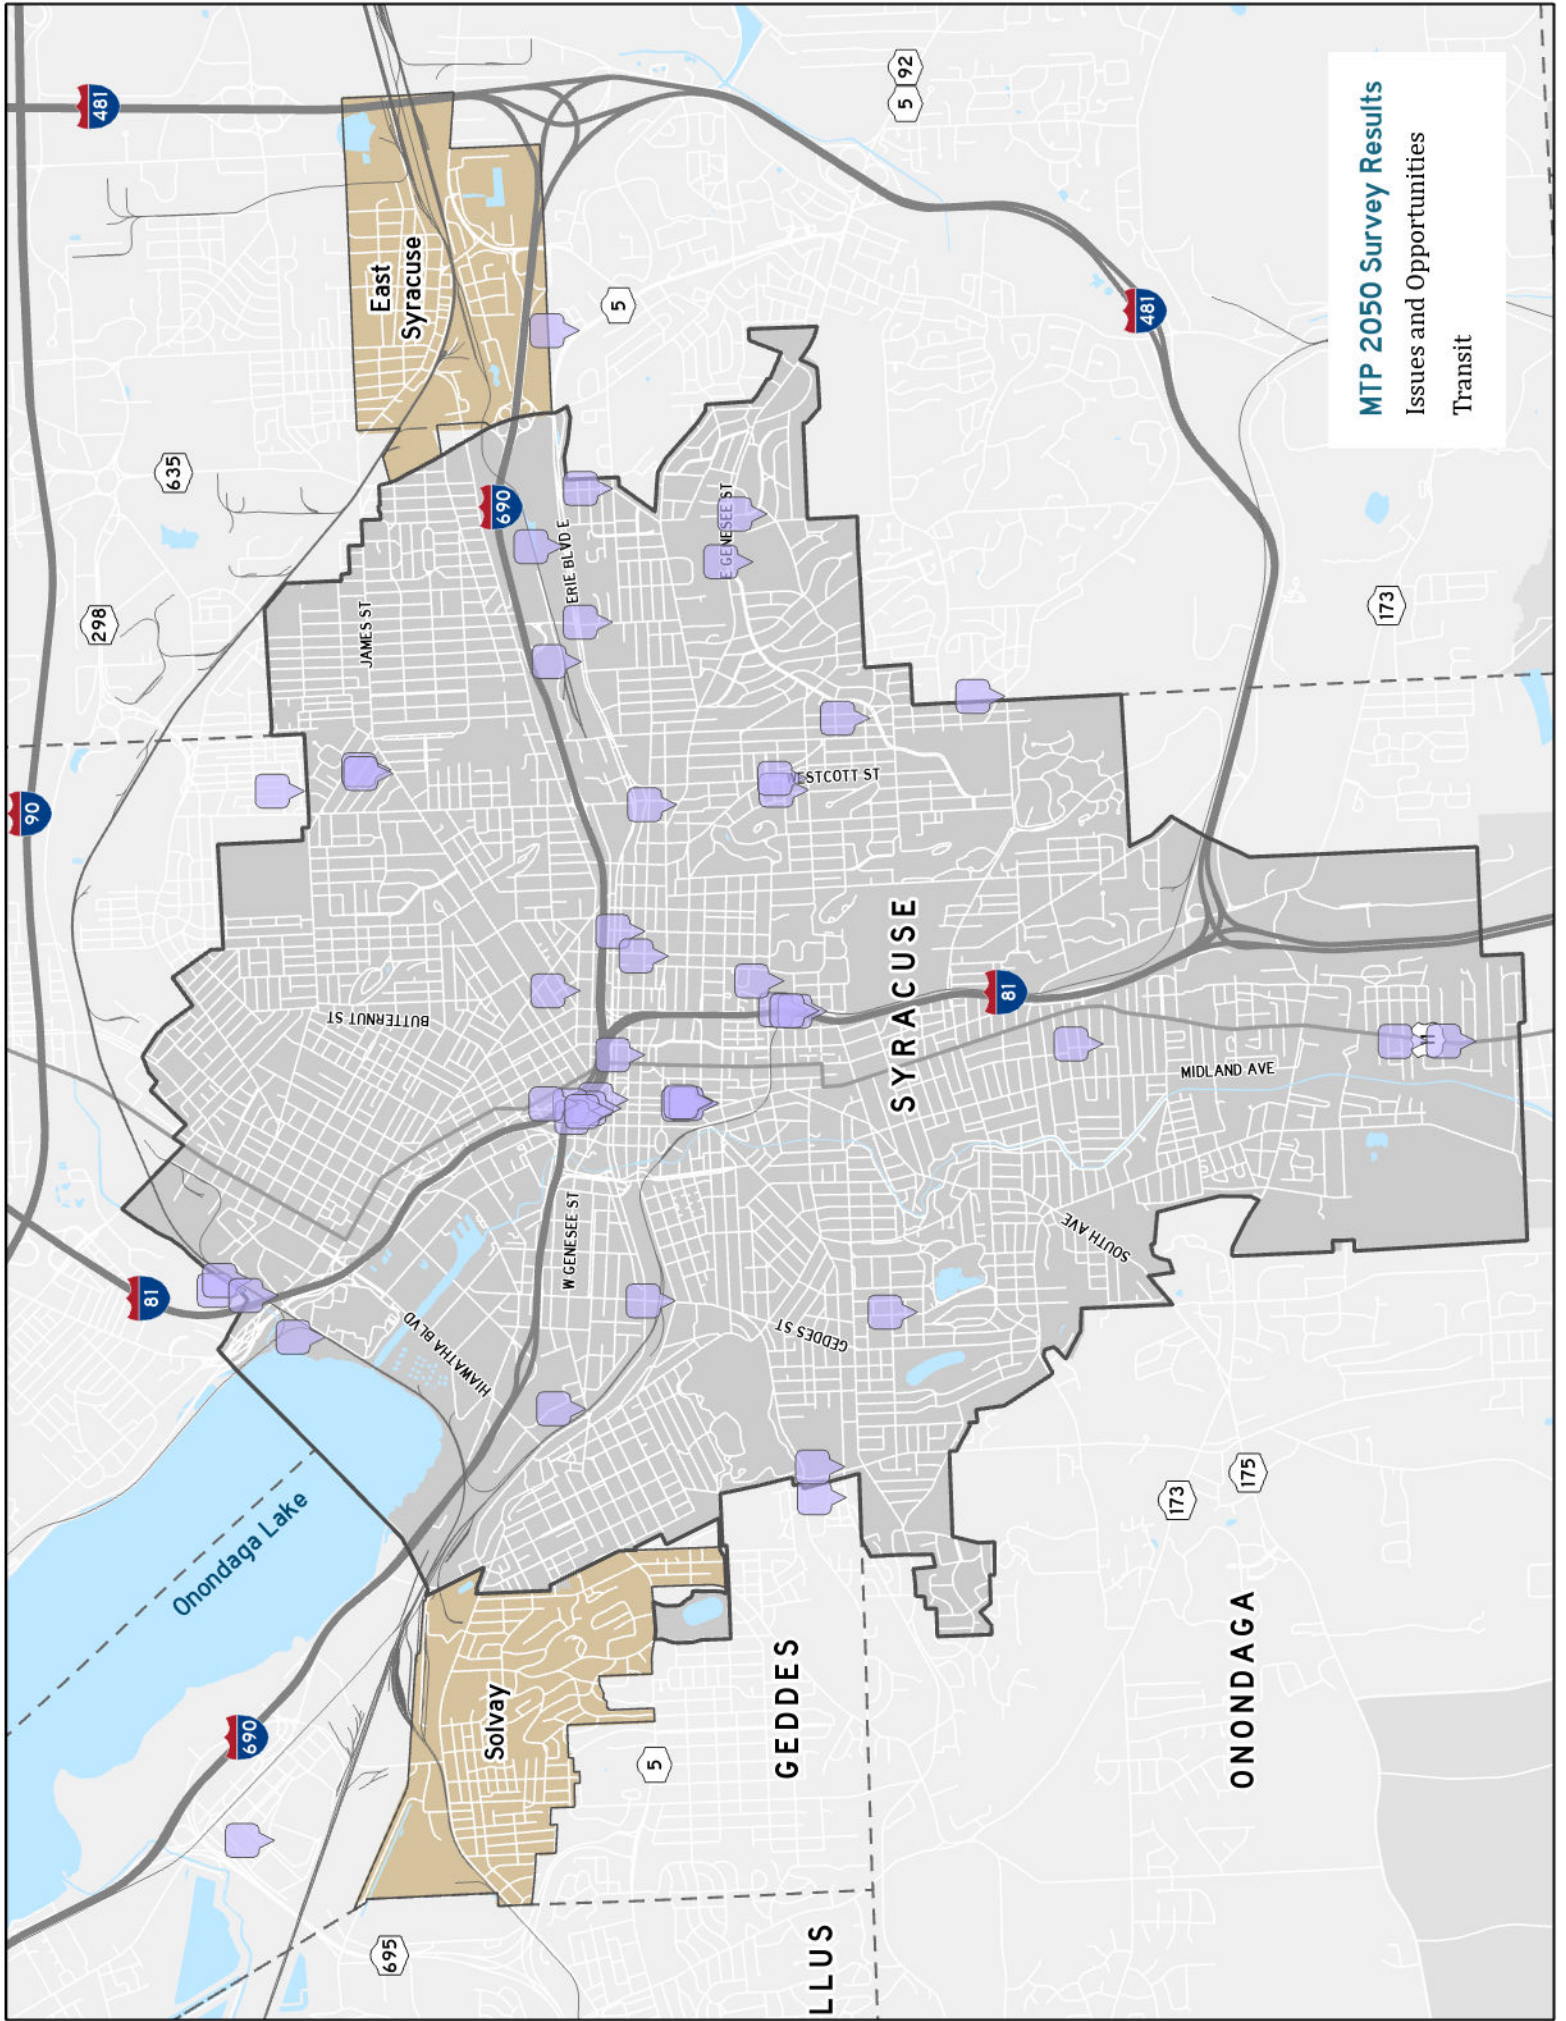 MTP 2050 Survey Results
Issues and Opportunities
Transit
690
695
Onondaga Lake
Solvay
5
GEDDES
LLUS
ONONDAGA
173
175
81
HIAWATHA BLVD
W GENESEE ST
GEDDES ST
SOUTH AVE
BUTTERNUT ST
SYRACUSE
81
MIDLAND AVE
90
298
635
JAMES ST
690
ERIE BLVD E
E GENESEE ST
WESTCOTT ST
481
East
Syracuse
5
5
92
481
173